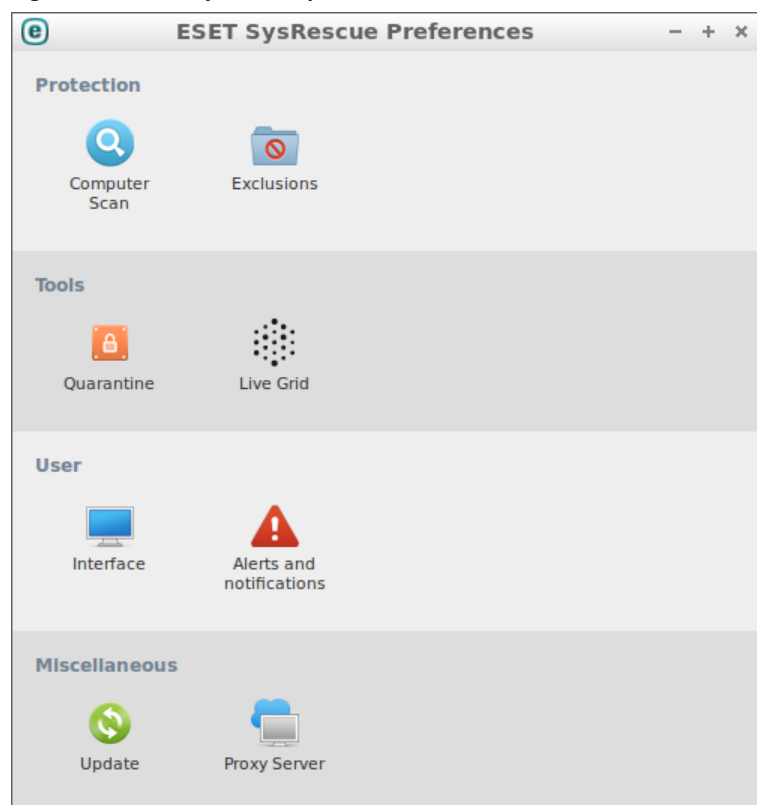 ESET SysRescue Preferences
Protection
Computer
Scan
Exclusions
Tools
Quarantine
Live Grid
User
Interface
Alerts and
notifications
Miscellaneous
Update
Proxy Server